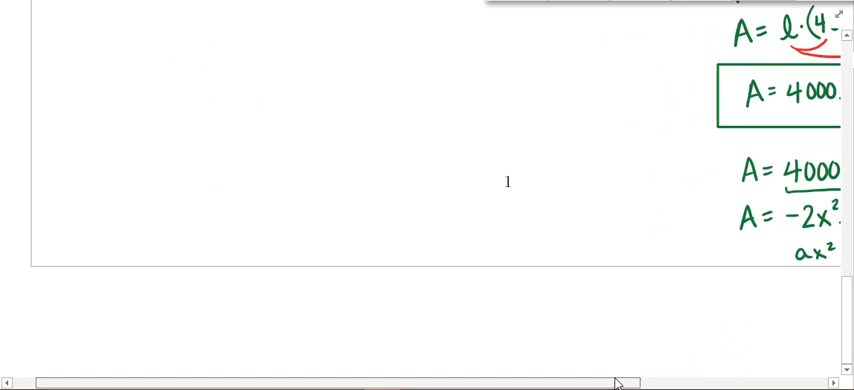 A = l·(4 -
A = 4000
1
A = 4000
A = -2x²
ax²